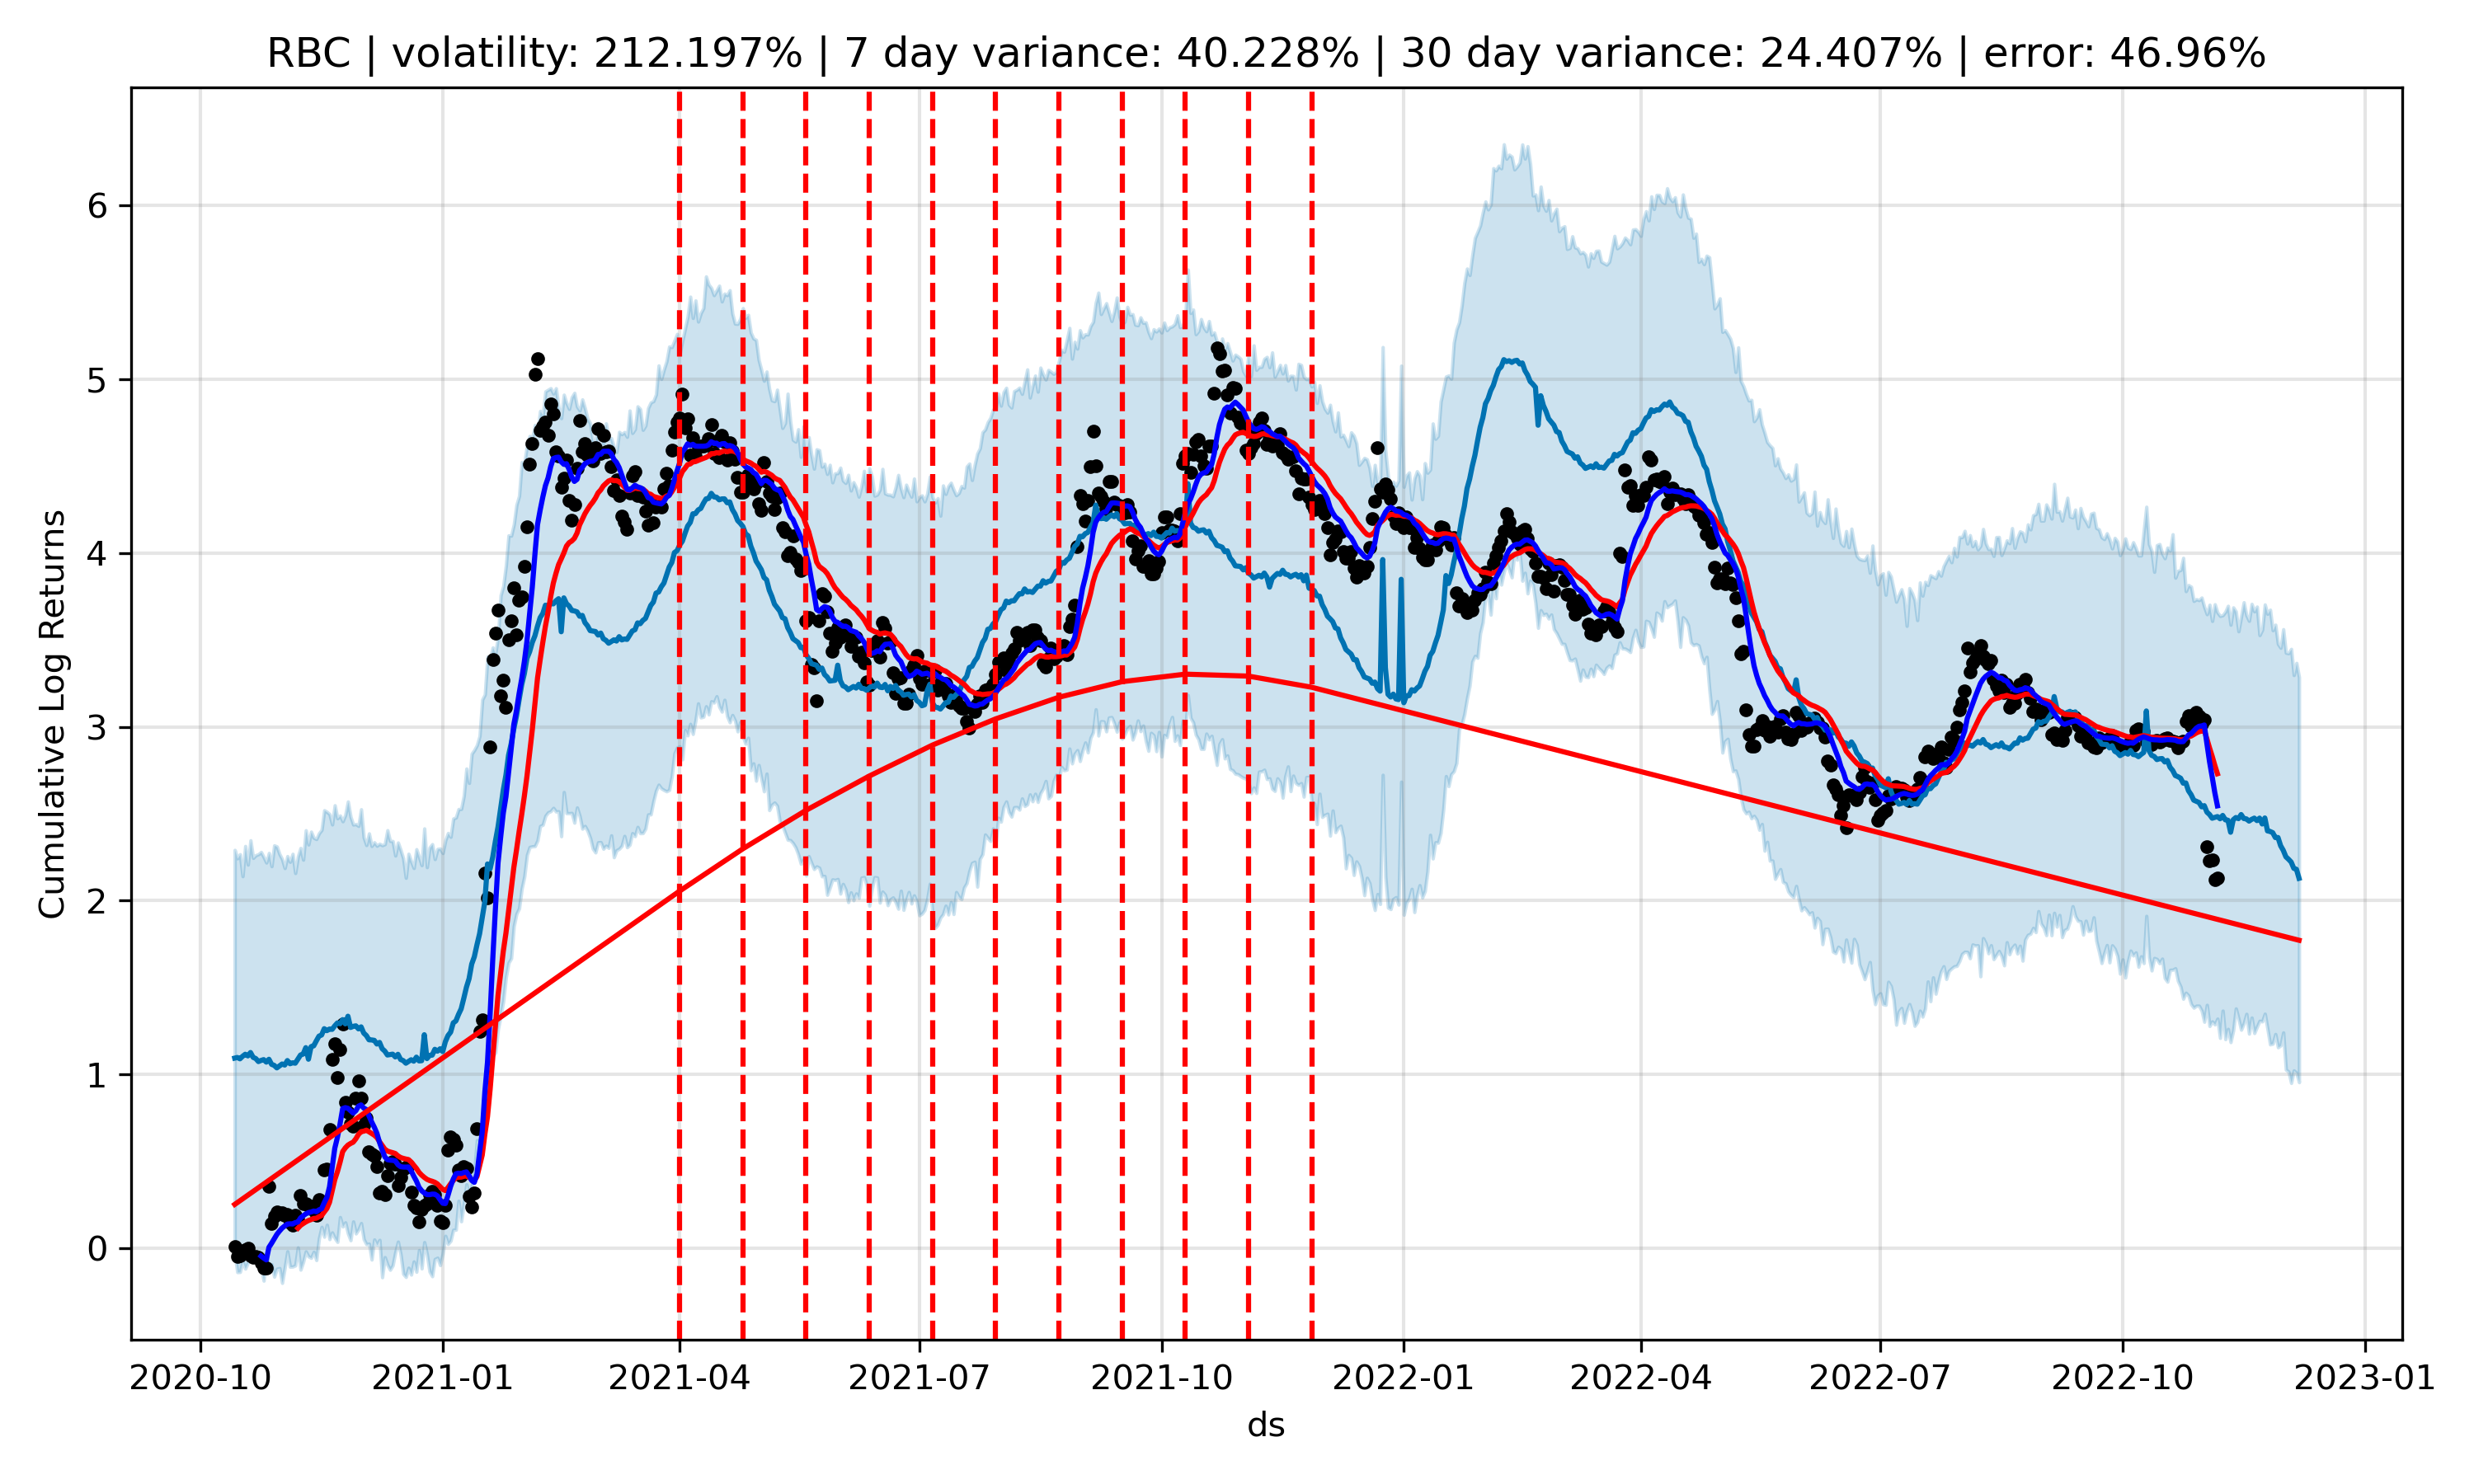 RBC | volatility: 212.197% | 7 day variance: 40.228% | 30 day variance: 24.407% | error: 46.96%
Cumulative Log Returns
6
5
4
3
2
1
0
2020-10 2021-01 2021-04 2021-07 2021-10 2022-01 2022-04 2022-07 2022-10 2023-01
ds